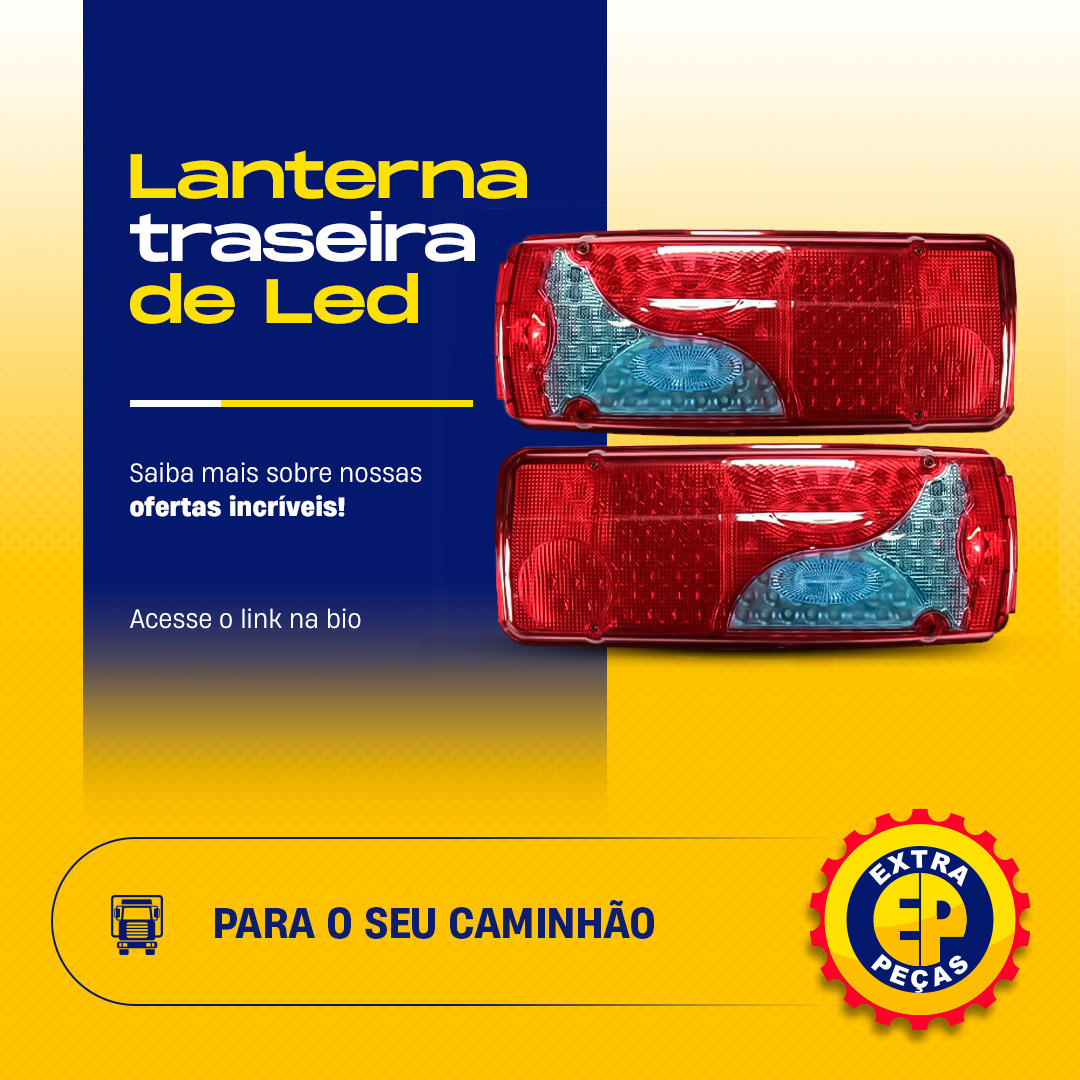 Lanterna
traseira
de Led
Saiba mais sobre nossas
ofertas incríveis!
Acesse o link na bio
PARA O SEU CAMINHÃO
EXTRA
EP
PEÇAS